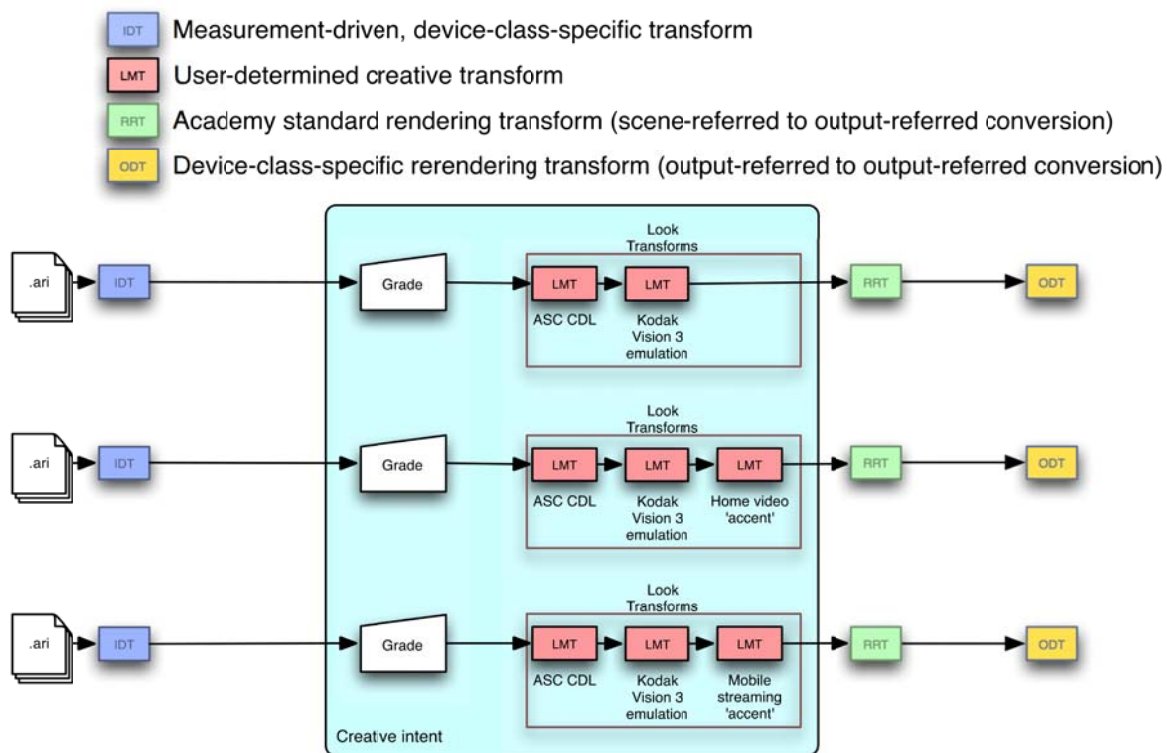 IDT Measurement-driven, device-class-specific transform
LMT User-determined creative transform
RRT Academy standard rendering transform (scene-referred to output-referred conversion)
ODT Device-class-specific rerendering transform (output-referred to output-referred conversion)
Look
Transforms
.ari IDT Grade LMT LMT RRT ODT
ASC CDL Kodak
Vision 3
emulation
Look
Transforms
.ari IDT Grade LMT LMT LMT RRT ODT
ASC CDL Kodak Home video
Vision 3 'accent'
emulation
Look
Transforms
.ari IDT Grade LMT LMT LMT RRT ODT
ASC CDL Kodak Mobile
Vision 3 streaming
emulation 'accent'
Creative intent